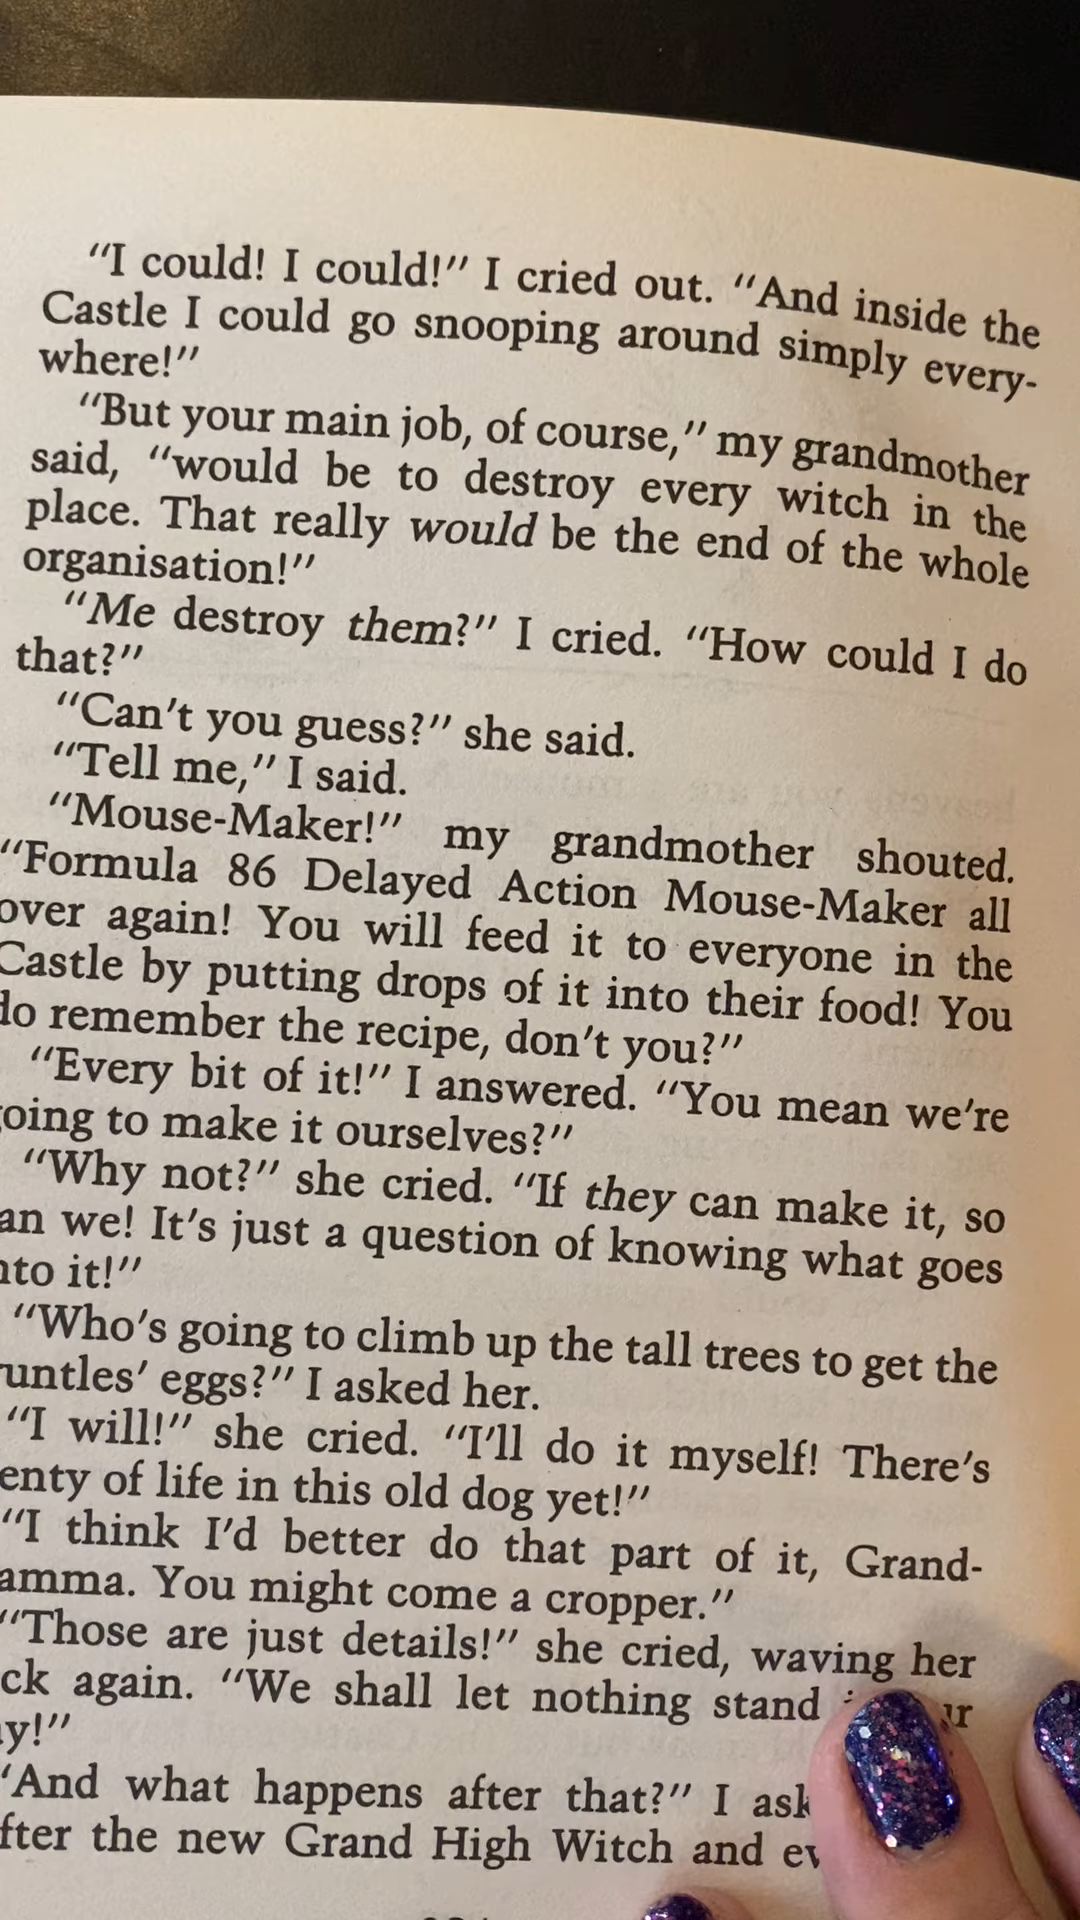 “I could! I could!” I cried out. “And inside the
Castle I could go snooping around simply every-
where!”
“But your main job, of course,” my grandmother
said, “would be to destroy every witch in the
place. That really would be the end of the whole
organisation!”
“Me destroy them?” I cried. “How could I do
that?”
“Can’t you guess?” she said.
“Tell me,” I said.
“Mouse-Maker!” my grandmother shouted.
“Formula 86 Delayed Action Mouse-Maker all
over again! You will feed it to everyone in the
Castle by putting drops of it into their food! You
do remember the recipe, don’t you?”
“Every bit of it!” I answered. “You mean we’re
oing to make it ourselves?”
“Why not?” she cried. “If they can make it, so
an we! It’s just a question of knowing what goes
nto it!”
“Who’s going to climb up the tall trees to get the
runtles’ eggs?” I asked her.
“I will!” she cried. “I’ll do it myself! There’s
enty of life in this old dog yet!”
“I think I’d better do that part of it, Grand-
amma. You might come a cropper.”
“Those are just details!” she cried, waving her
ck again. “We shall let nothing stand
y!”
‘And what happens after that?” I ask
fter the new Grand High Witch and ev